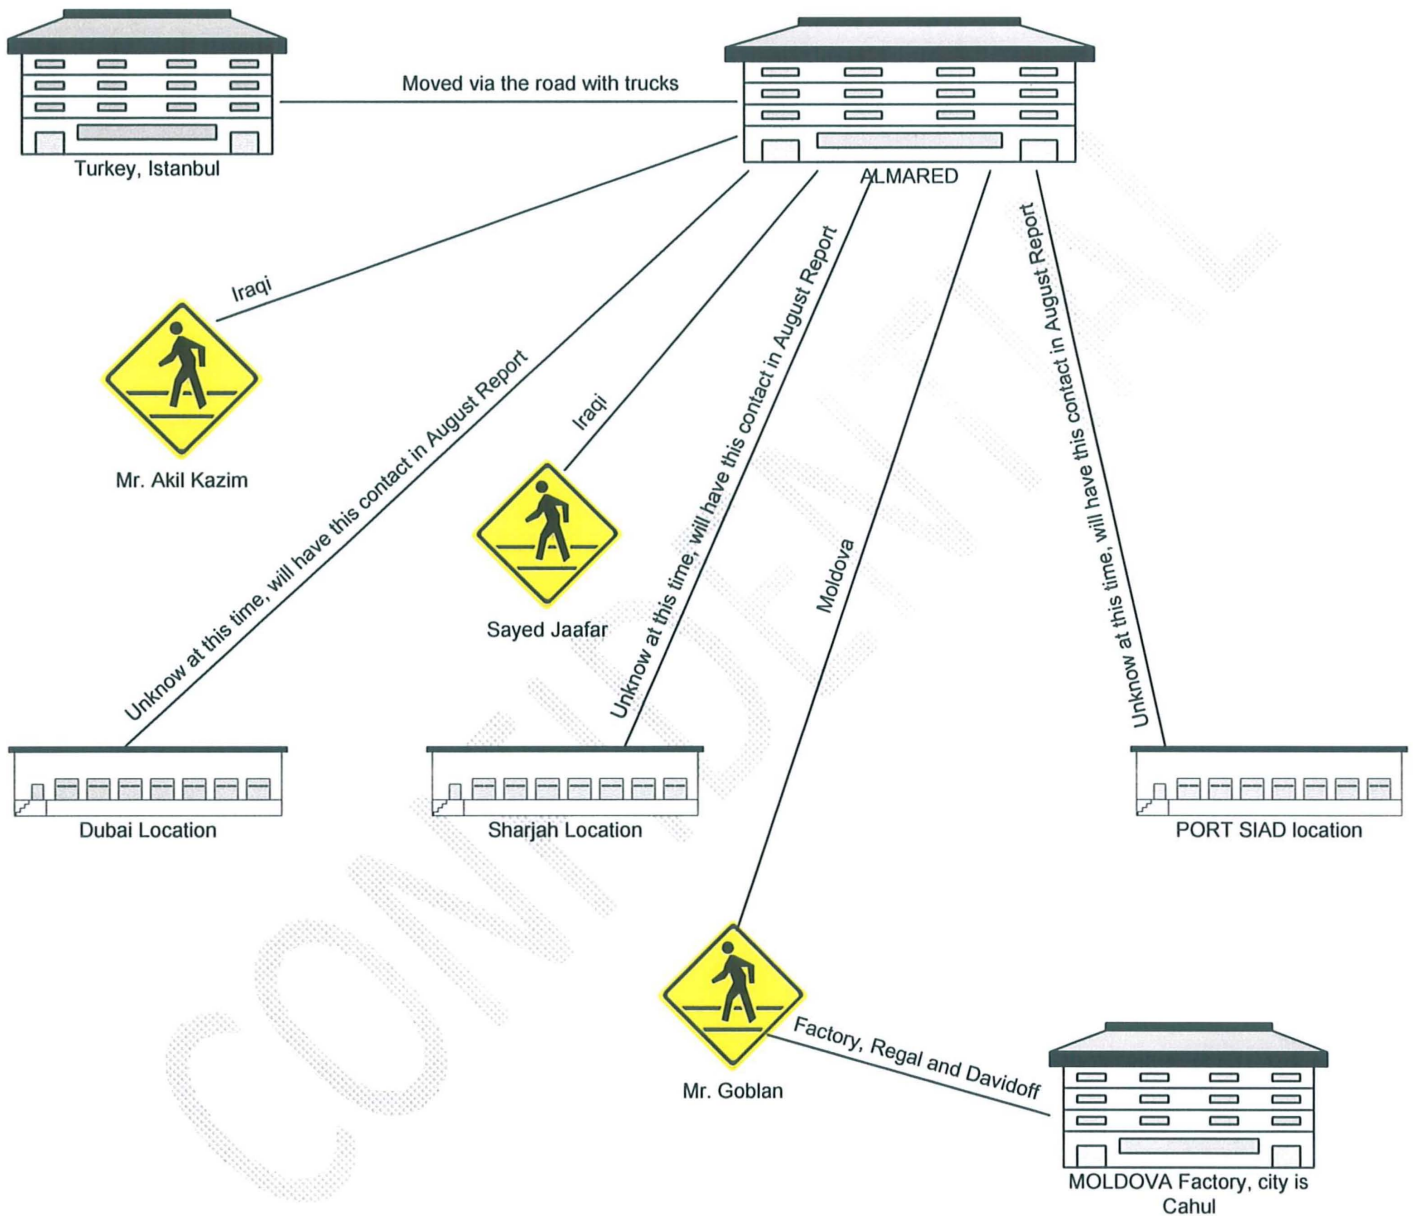 Moved via the road with trucks
Turkey, Istanbul
ALMARED
Iraqi
Mr. Akil Kazim
Unknow at this time, will have this contact in August Report
Iraqi
Sayed Jaafar
Unknow at this time, will have this contact in August Report
Moldova
Unknow at this time, will have this contact in August Report
Dubai Location
Sharjah Location
PORT SIAD location
Mr. Goblan
Factory, Regal and Davidoff
MOLDOVA Factory, city is
Cahul
CONFIDENTIAL